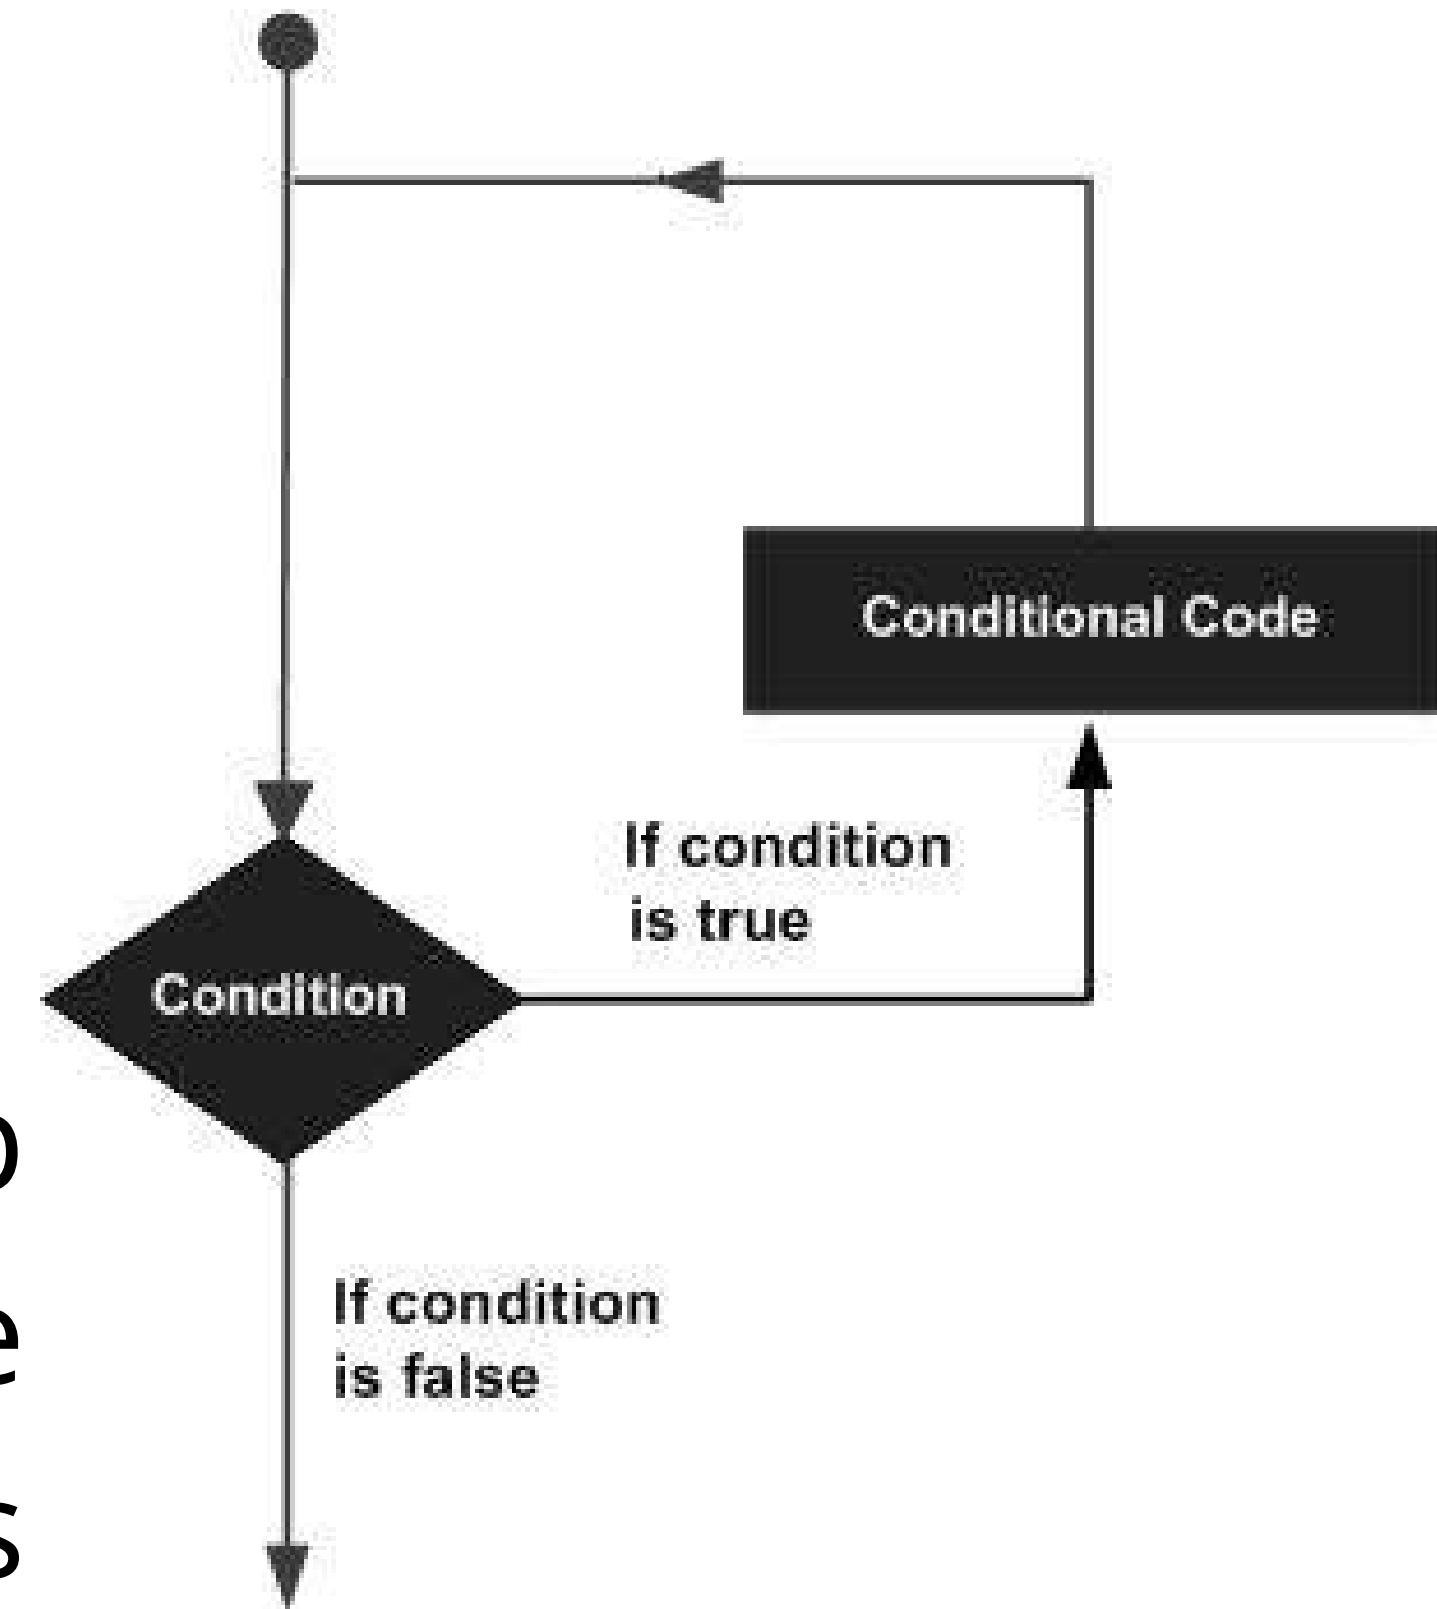 Conditional Code
If condition
is true
Condition
If condition
is false
e
s